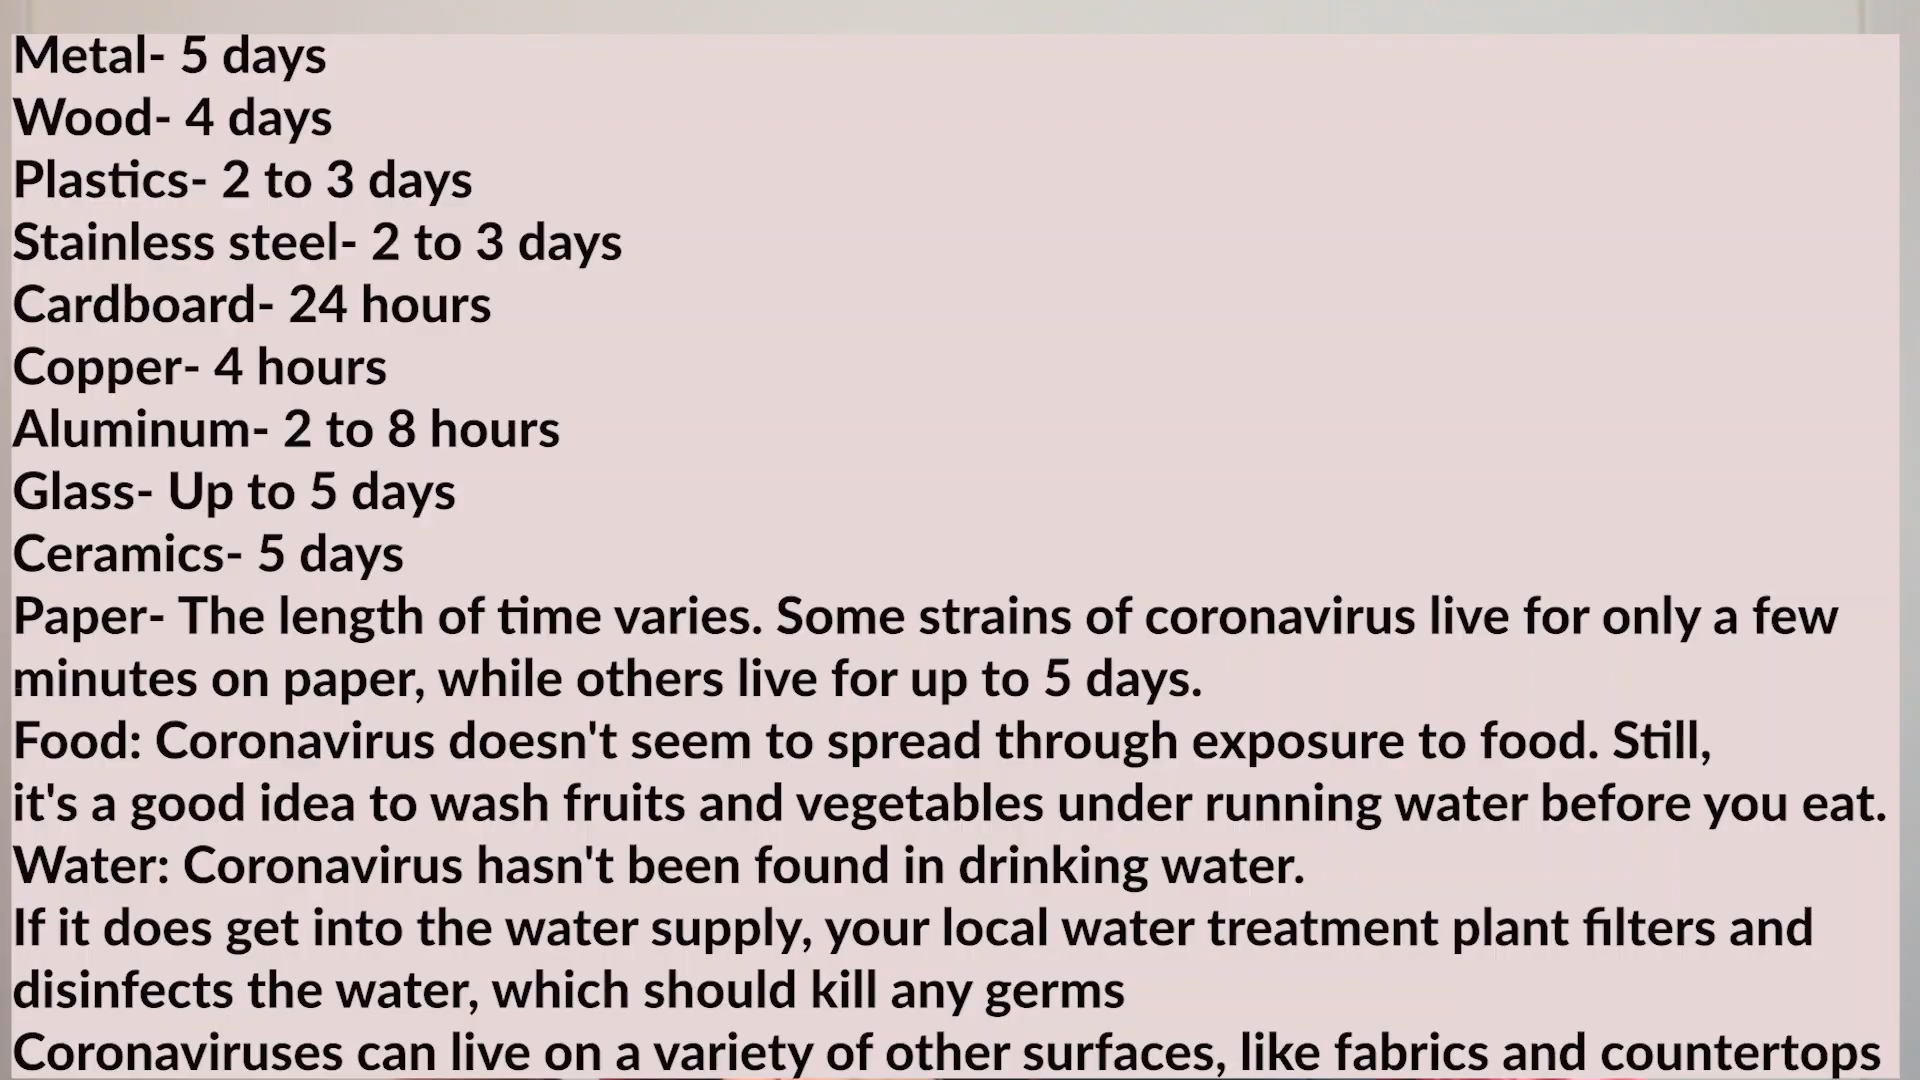 Metal- 5 days
Wood- 4 days
Plastics- 2 to 3 days
Stainless steel- 2 to 3 days
Cardboard- 24 hours
Copper- 4 hours
Aluminum- 2 to 8 hours
Glass- Up to 5 days
Ceramics- 5 days
Paper- The length of time varies. Some strains of coronavirus live for only a few
minutes on paper, while others live for up to 5 days.
Food: Coronavirus doesn't seem to spread through exposure to food. Still,
it's a good idea to wash fruits and vegetables under running water before you eat.
Water: Coronavirus hasn't been found in drinking water.
If it does get into the water supply, your local water treatment plant filters and
disinfects the water, which should kill any germs
Coronaviruses can live on a variety of other surfaces, like fabrics and countertops